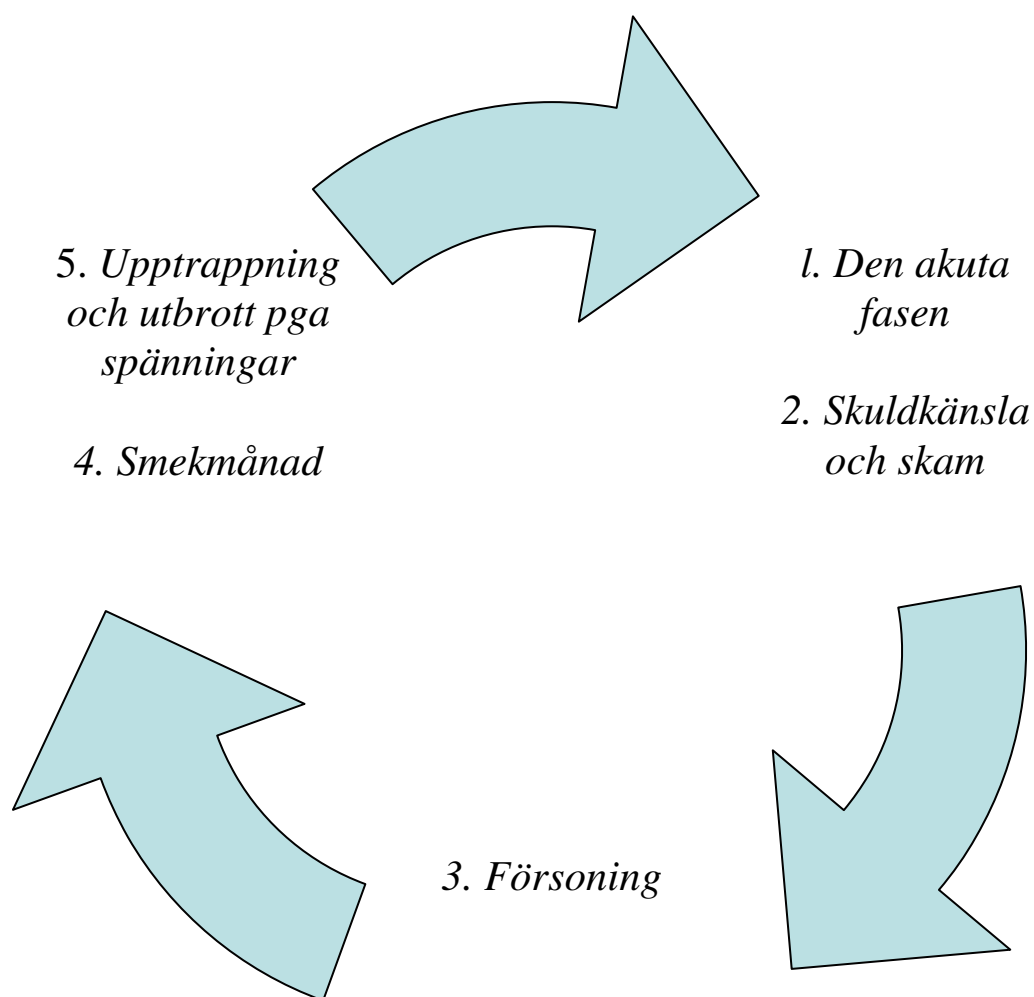 l. Den akuta
fasen
2. Skuldkänsla
och skam
3. Försoning
4. Smekmånad
5. Upptrappning
och utbrott pga
spänningar